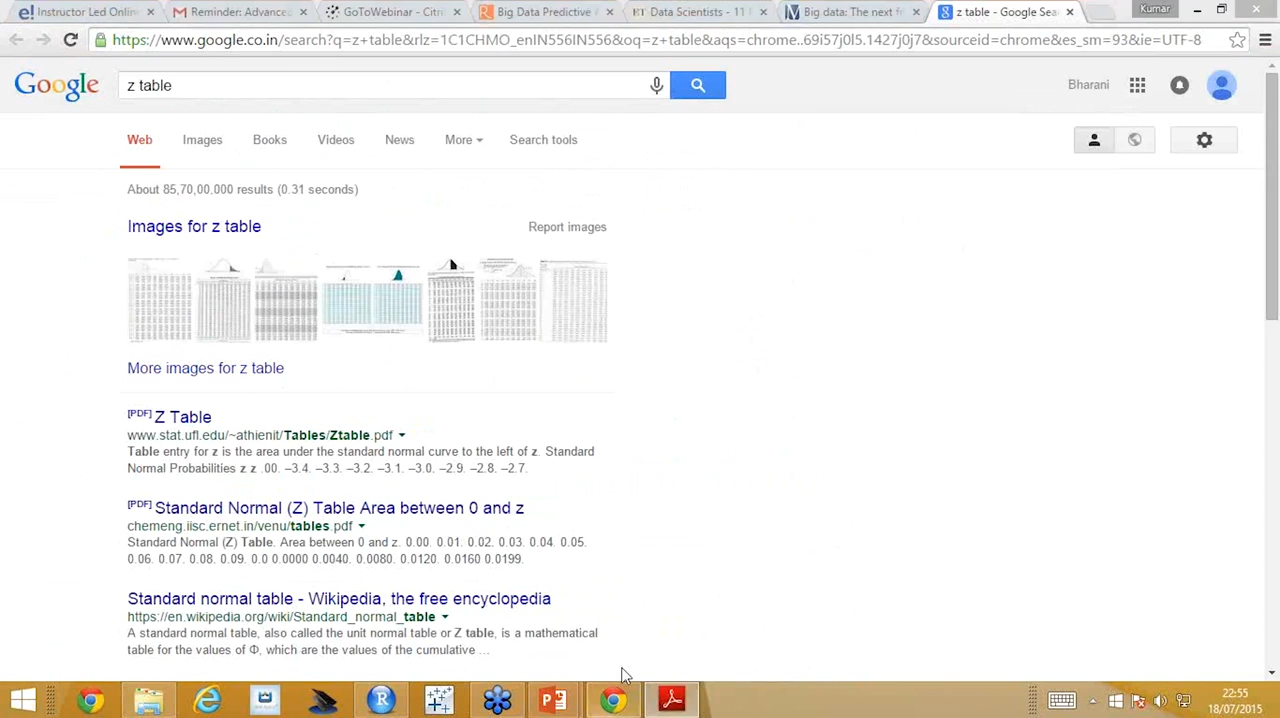 Instructor Led Online
Reminder: Advanced
GoToWebinar - Citri
Big Data Predictive
Data Scientists - 11
Big data: The next f
z table - Google Sea
Kumar
https://www.google.co.in/search?q=z+table&rlz=1C1CHMO_enIN556IN556&oq=z+table&aqs=chrome..69i57j0l5.1427j0j7&sourceid=chrome&es_sm=93&ie=UTF-8
Google
z table
Bharani
Web Images Books Videos News More Search tools
About 85,70,00,000 results (0.31 seconds)
Images for z table
Report images
More images for z table
[PDF] Z Table
www.stat.ufl.edu/~athienit/Tables/Ztable.pdf
Table entry for z is the area under the standard normal curve to the left of z. Standard
Normal Probabilities z z .00. –3.4. –3.3. –3.2. –3.1. –3.0. –2.9. –2.8. –2.7.
[PDF] Standard Normal (Z) Table Area between 0 and z
chemeng.iisc.ernet.in/venu/tables.pdf
Standard Normal (Z) Table. Area between 0 and z. 0.00. 0.01. 0.02. 0.03. 0.04. 0.05.
0.06. 0.07. 0.08. 0.09. 0.0 0.0000 0.0040. 0.0080. 0.0120. 0.0160 0.0199.
Standard normal table - Wikipedia, the free encyclopedia
https://en.wikipedia.org/wiki/Standard_normal_table
A standard normal table, also called the unit normal table or Z table, is a mathematical
table for the values of Φ, which are the values of the cumulative ...
22:55
18/07/2015